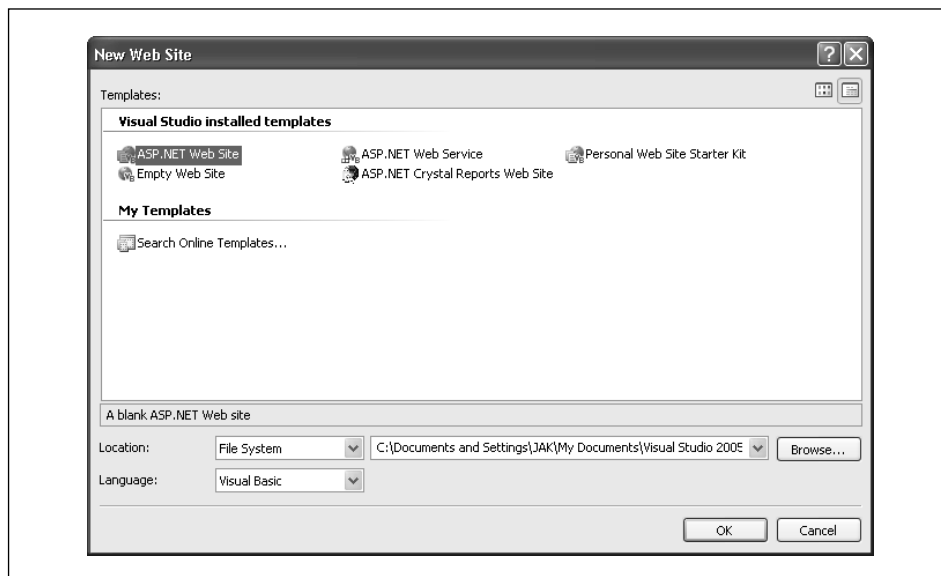 New Web Site
Templates:
Visual Studio installed templates
ASP.NET Web Site ASP.NET Web Service Personal Web Site Starter Kit
Empty Web Site ASP.NET Crystal Reports Web Site
My Templates
Search Online Templates...
A blank ASP.NET Web site
Location: File System C:\Documents and Settings\JAK\My Documents\Visual Studio 2005 Browse...
Language: Visual Basic
OK Cancel